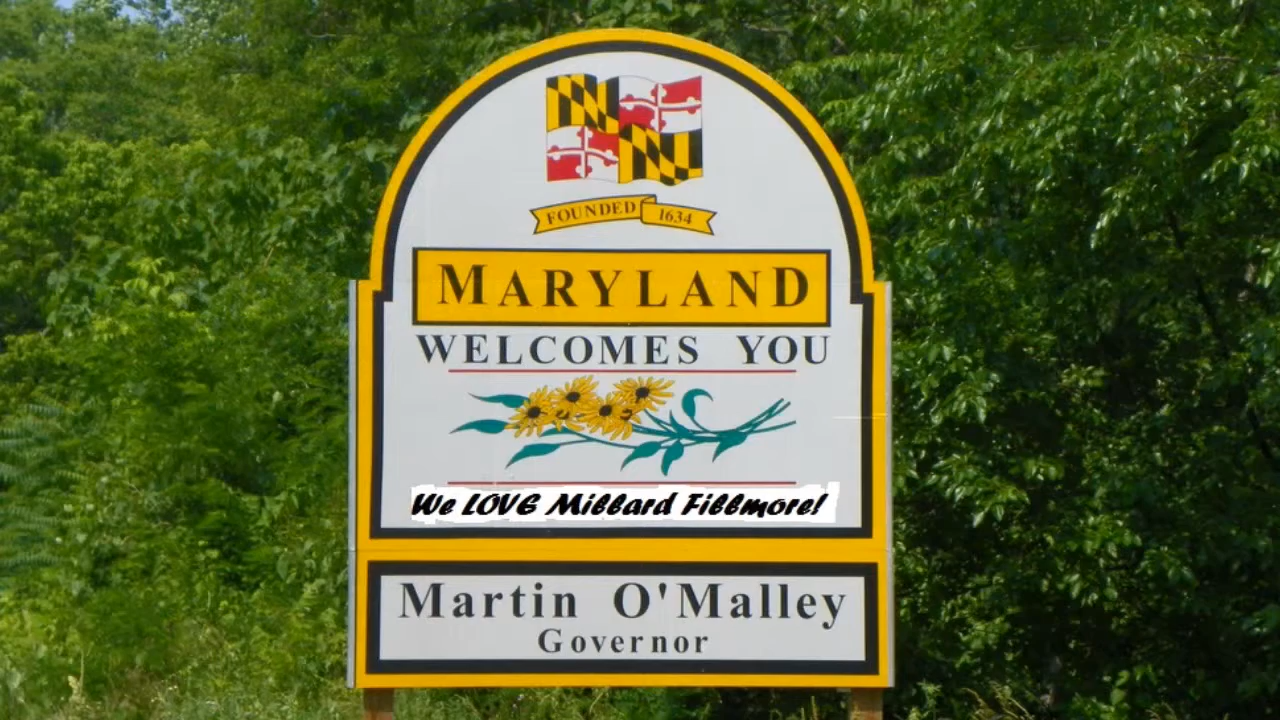 FOUNDED 1634
MARYLAND
WELCOMES YOU
We LOVE Millard Fillmore!
Martin O'Malley
Governor